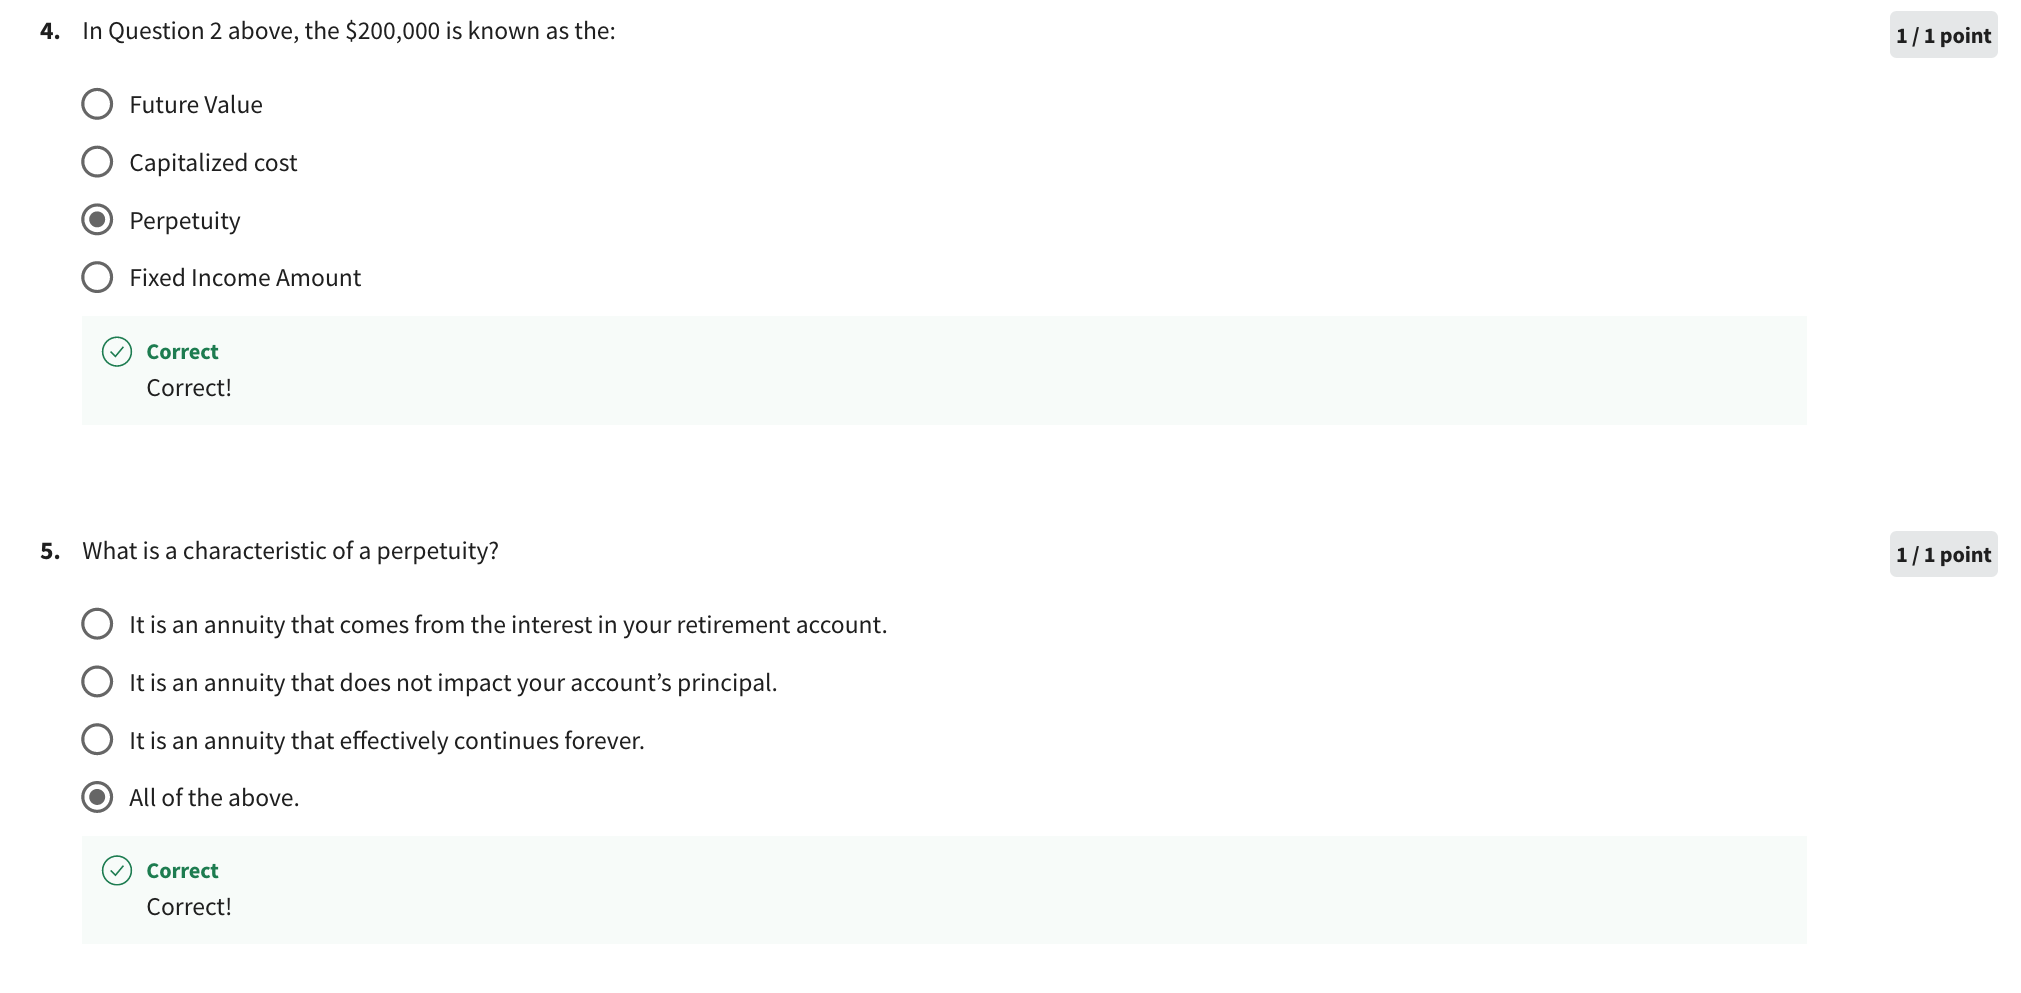 4. In Question 2 above, the $200,000 is known as the:
1 / 1 point
Future Value
Capitalized cost
Perpetuity
Fixed Income Amount
Correct
Correct!
5. What is a characteristic of a perpetuity?
1 / 1 point
It is an annuity that comes from the interest in your retirement account.
It is an annuity that does not impact your account’s principal.
It is an annuity that effectively continues forever.
All of the above.
Correct
Correct!